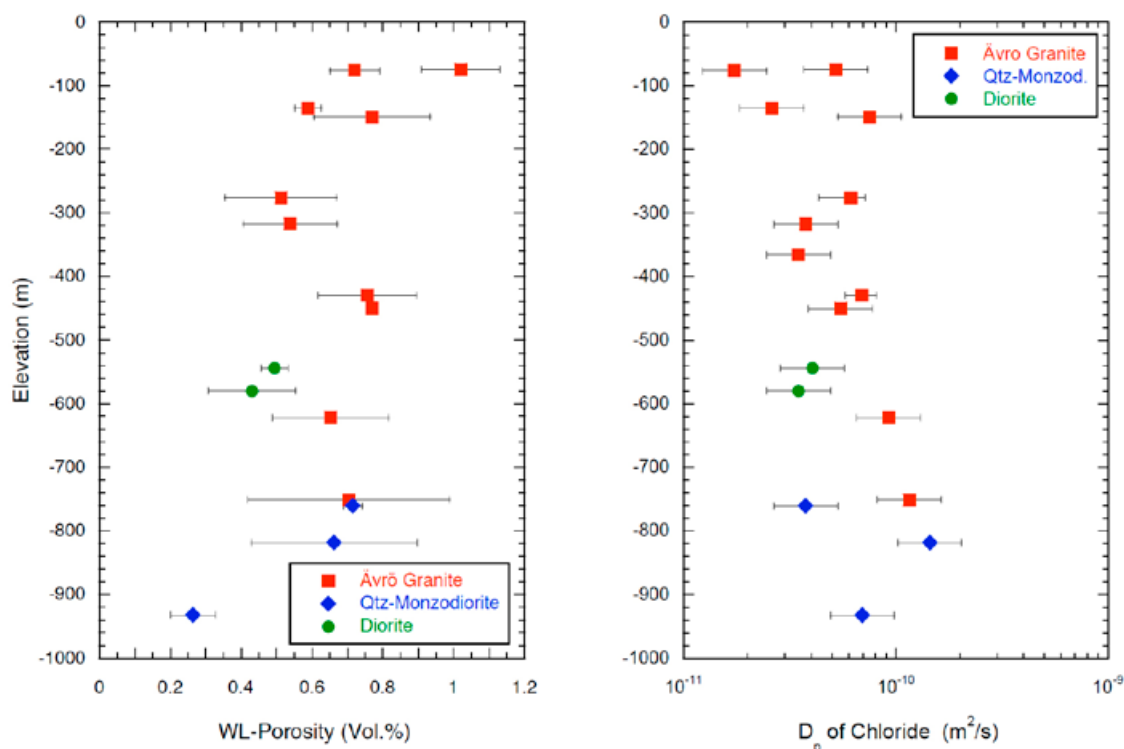 0
-100
-200
-300
-400
-500
-600
-700
-800
-900
-1000
Elevation (m)
Ävrö Granite
Qtz-Monzodiorite
Diorite
0 0.2 0.4 0.6 0.8 1 1.2
WL-Porosity (Vol.%)
0
-100
-200
-300
-400
-500
-600
-700
-800
-900
-1000
Ävro Granite
Qtz-Monzod.
Diorite
10⁻¹¹ 10⁻¹⁰ 10⁻⁹
Dₚ of Chloride (m²/s)